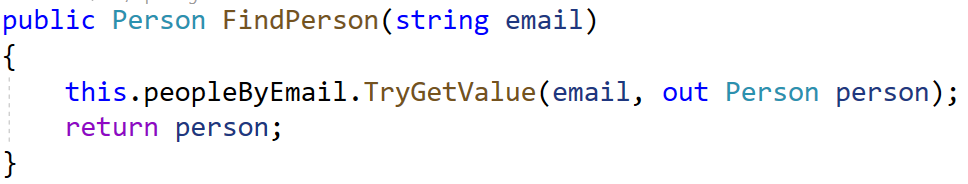 public Person FindPerson(string email)
{
    this.peopleByEmail.TryGetValue(email, out Person person);
    return person;
}